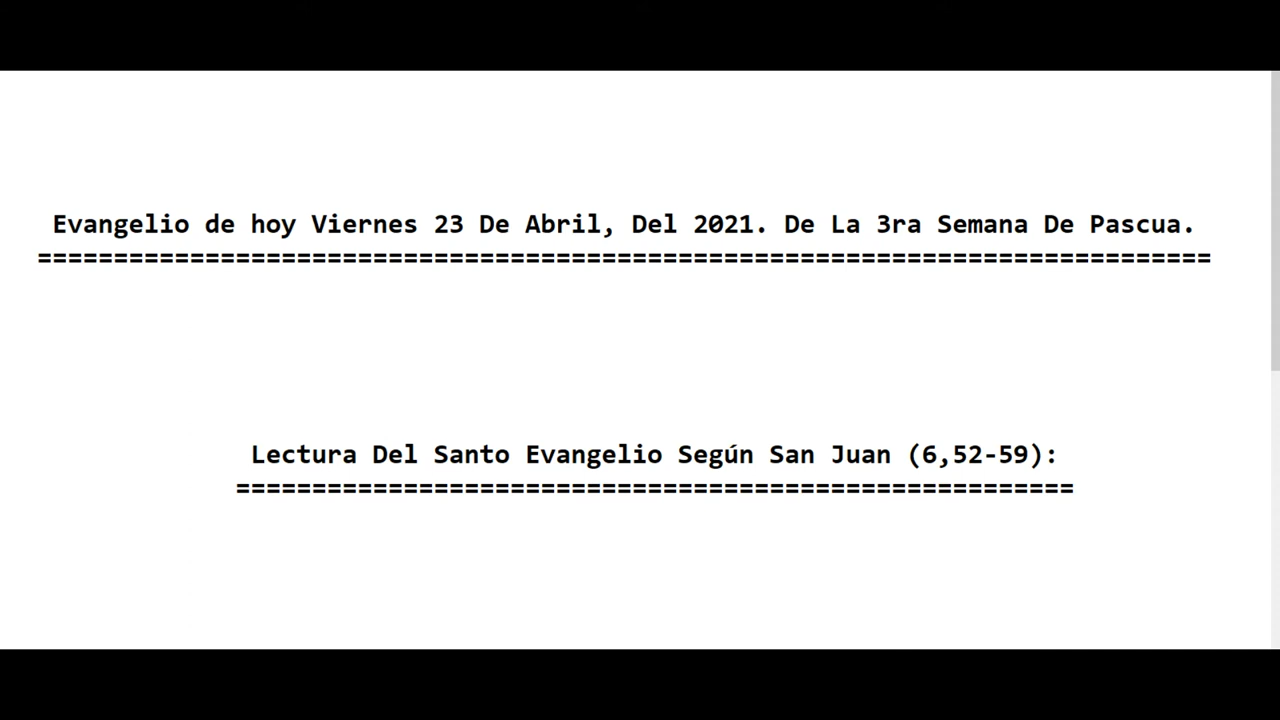 Evangelio de hoy Viernes 23 De Abril, Del 2021. De La 3ra Semana De Pascua.
=============================================================================
Lectura Del Santo Evangelio Según San Juan (6,52-59):
=======================================================